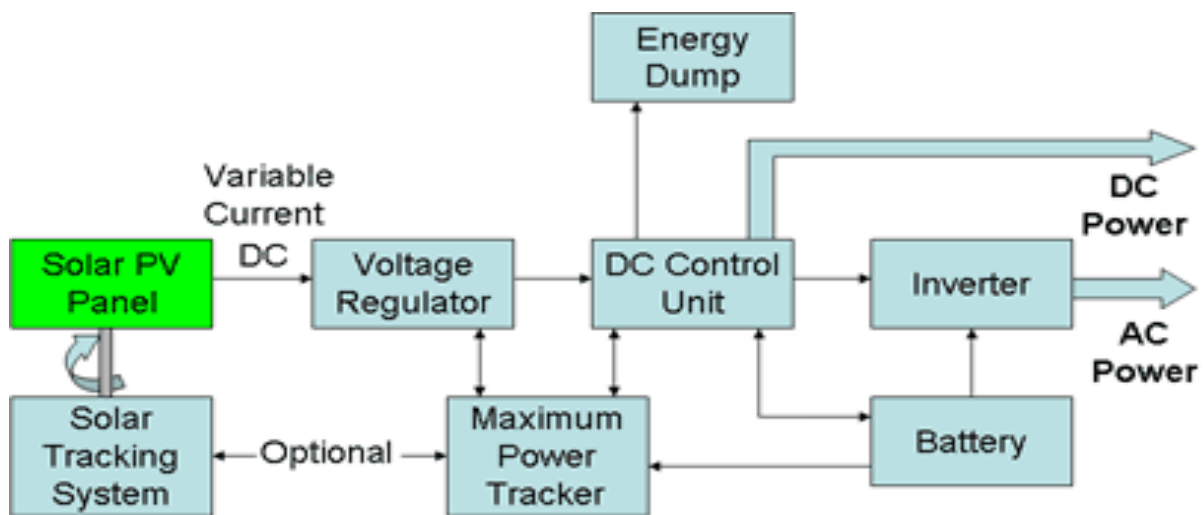 Energy
Dump
Variable
Current
DC
DC
Power
Solar PV
Panel
Voltage
Regulator
DC Control
Unit
Inverter
AC
Power
Solar
Tracking
System
Optional
Maximum
Power
Tracker
Battery